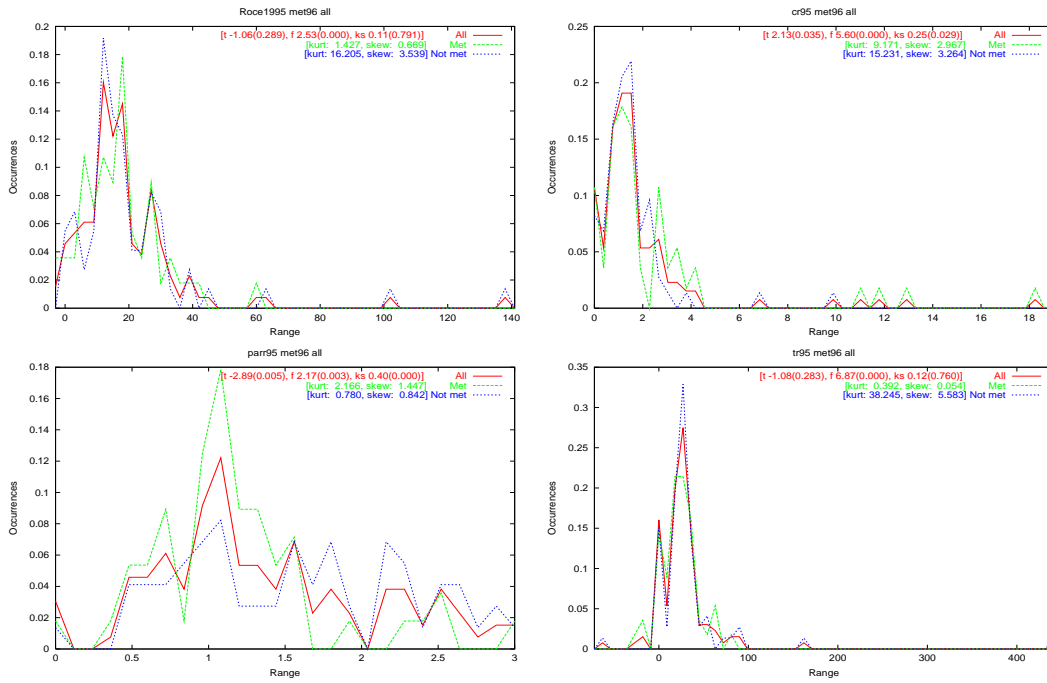 Roce1995 met96 all
[t -1.06(0.289), f 2.53(0.000), ks 0.11(0.791)] All
[kurt: 1.427, skew: 0.669] Met
[kurt: 16.205, skew: 3.539] Not met
0.2
0.18
0.16
0.14
0.12
0.1
0.08
0.06
0.04
0.02
0
Occurrences
0 20 40 60 80 100 120 140
Range
cr95 met96 all
[t 2.13(0.035), f 5.60(0.000), ks 0.25(0.029)] All
[kurt: 9.171, skew: 2.967] Met
[kurt: 15.231, skew: 3.264] Not met
0.25
0.2
0.15
0.1
0.05
0
Occurrences
0 2 4 6 8 10 12 14 16 18
Range
parr95 met96 all
[t -2.89(0.005), f 2.17(0.003), ks 0.40(0.000)] All
[kurt: 2.166, skew: 1.447] Met
[kurt: 0.780, skew: 0.842] Not met
0.18
0.16
0.14
0.12
0.1
0.08
0.06
0.04
0.02
0
Occurrences
0 0.5 1 1.5 2 2.5 3
Range
tr95 met96 all
[t -1.08(0.283), f 6.87(0.000), ks 0.12(0.760)] All
[kurt: 0.392, skew: 0.054] Met
[kurt: 38.245, skew: 5.583] Not met
0.35
0.3
0.25
0.2
0.15
0.1
0.05
0
Occurrences
0 100 200 300 400
Range